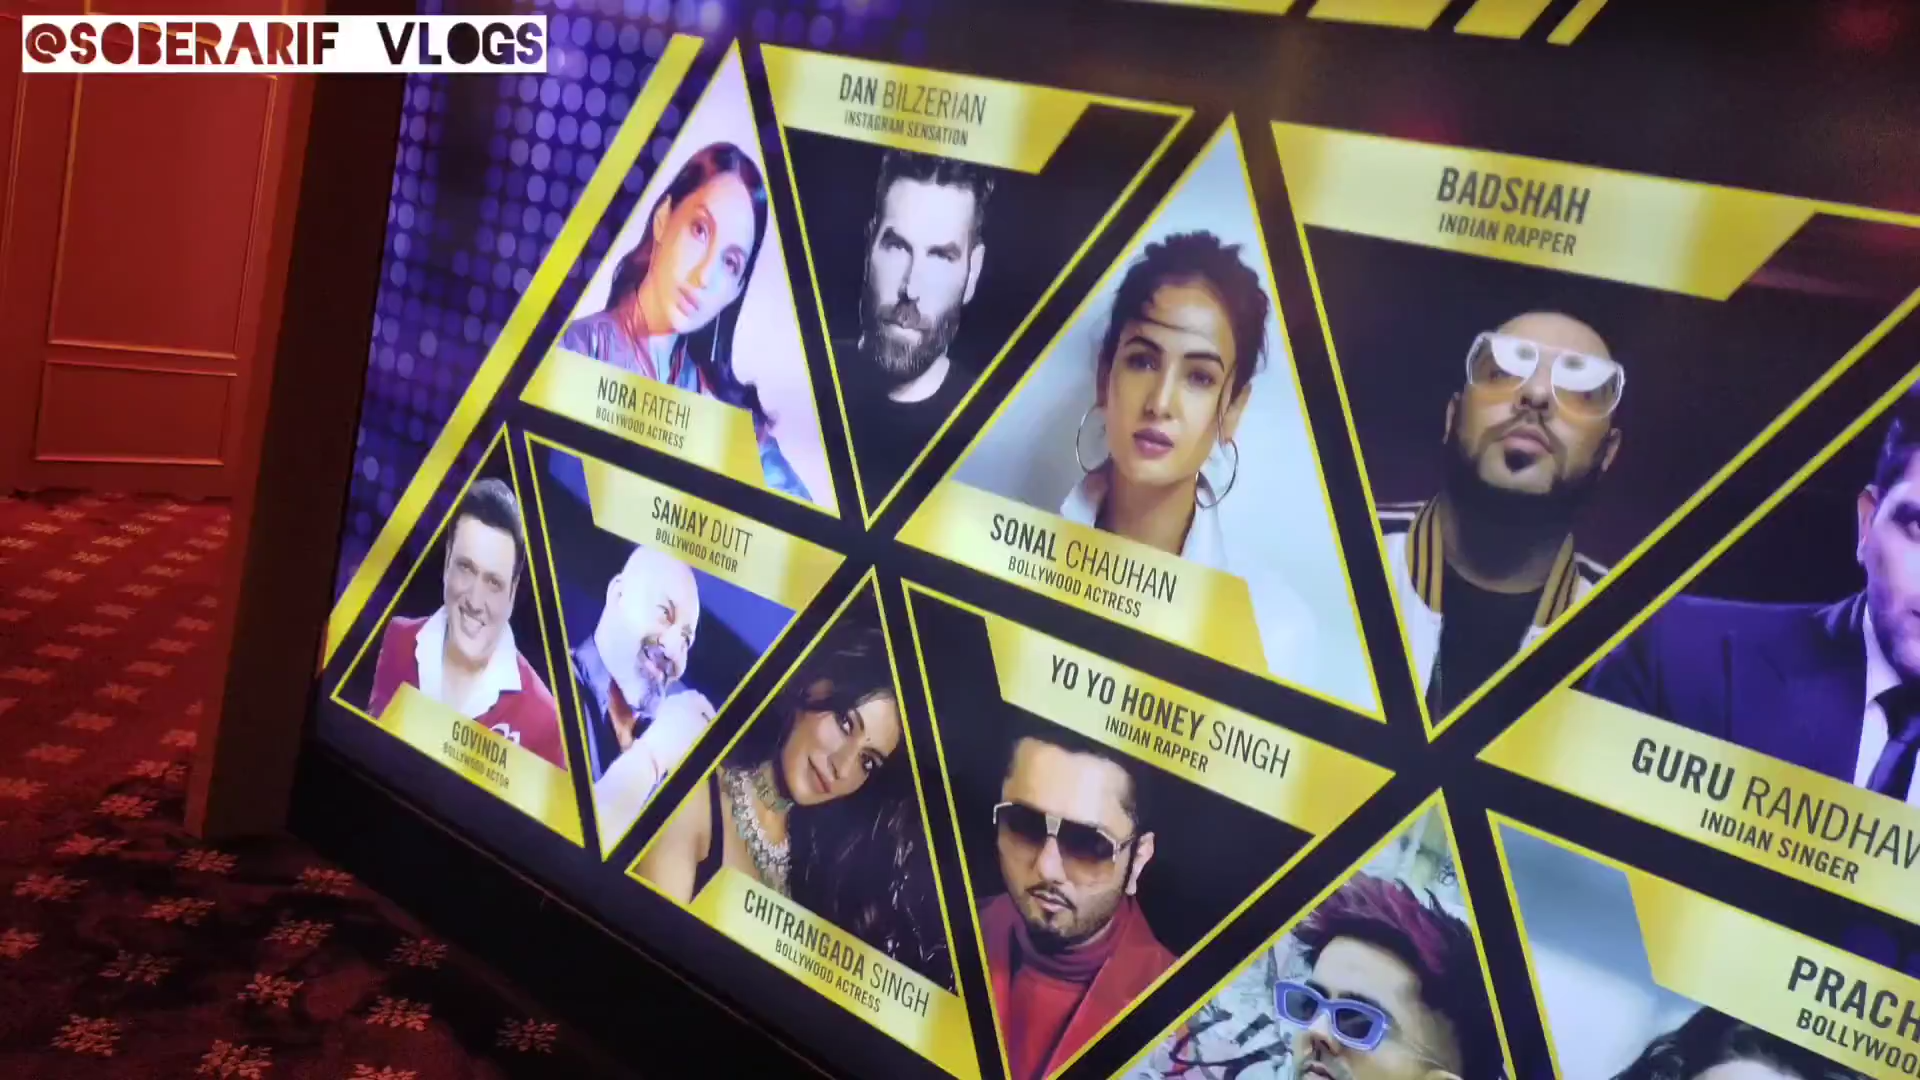 @SOBERARIF VLOGS
DAN BILZERIAN
INSTAGRAM SENSATION
BADSHAH
INDIAN RAPPER
NORA FATEHI
BOLLYWOOD ACTRESS
SANJAY DUTT
BOLLYWOOD ACTOR
SONAL CHAUHAN
BOLLYWOOD ACTRESS
GOVINDA
BOLLYWOOD ACTOR
YO YO HONEY SINGH
INDIAN RAPPER
GURU RANDHAW
INDIAN SINGER
CHITRANGADA SINGH
BOLLYWOOD ACTRESS
PRACH
BOLLYWOO